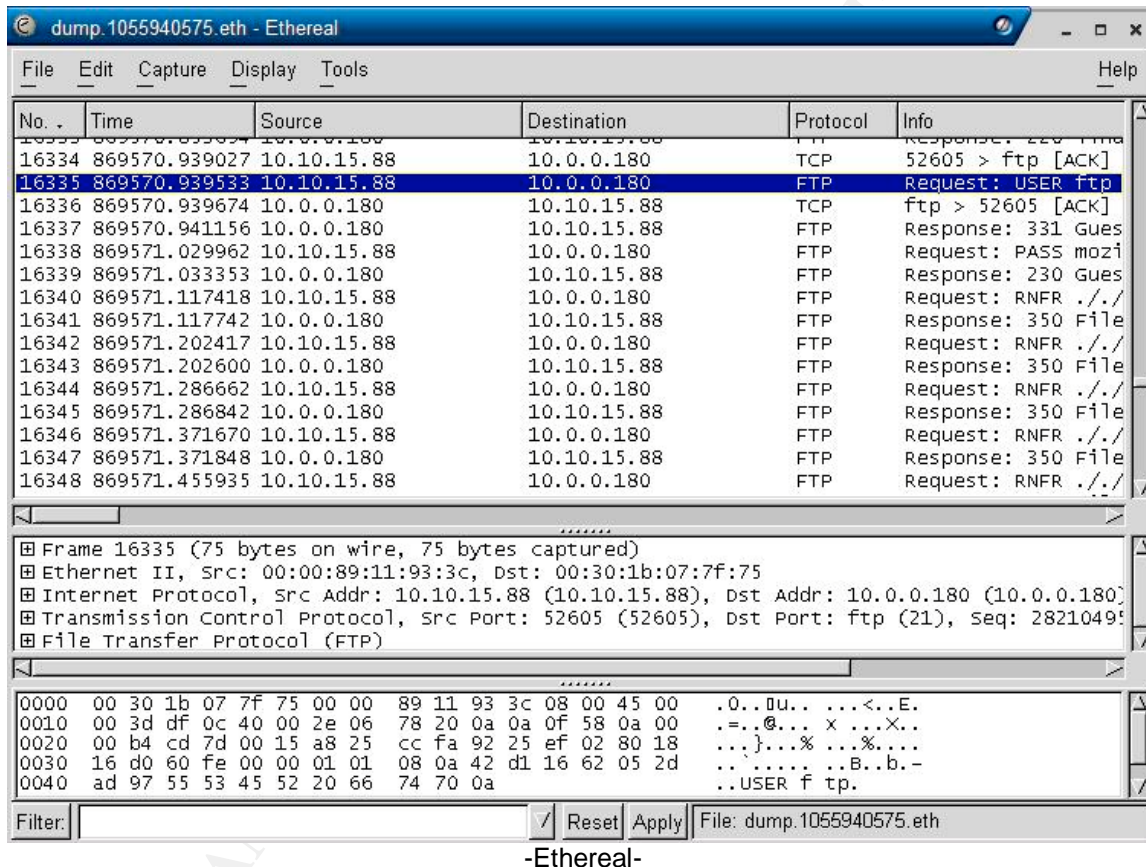 dump.1055940575.eth - Ethereal
File Edit Capture Display Tools Help
No. Time Source Destination Protocol Info
16334 869570.939027 10.10.15.88 10.0.0.180 TCP 52605 > ftp [ACK]
16335 869570.939533 10.10.15.88 10.0.0.180 FTP Request: USER ftp
16336 869570.939674 10.0.0.180 10.10.15.88 TCP ftp > 52605 [ACK]
16337 869570.941156 10.0.0.180 10.10.15.88 FTP Response: 331 Gues
16338 869571.029962 10.10.15.88 10.0.0.180 FTP Request: PASS mozi
16339 869571.033353 10.0.0.180 10.10.15.88 FTP Response: 230 Gues
16340 869571.117418 10.10.15.88 10.0.0.180 FTP Request: RNFR ././
16341 869571.117742 10.0.0.180 10.10.15.88 FTP Response: 350 File
16342 869571.202417 10.10.15.88 10.0.0.180 FTP Request: RNFR ././
16343 869571.202600 10.0.0.180 10.10.15.88 FTP Response: 350 File
16344 869571.286662 10.10.15.88 10.0.0.180 FTP Request: RNFR ././
16345 869571.286842 10.0.0.180 10.10.15.88 FTP Response: 350 File
16346 869571.371670 10.10.15.88 10.0.0.180 FTP Request: RNFR ././
16347 869571.371848 10.0.0.180 10.10.15.88 FTP Response: 350 File
16348 869571.455935 10.10.15.88 10.0.0.180 FTP Request: RNFR ././
Frame 16335 (75 bytes on wire, 75 bytes captured)
Ethernet II, Src: 00:00:89:11:93:3c, Dst: 00:30:1b:07:7f:75
Internet Protocol, Src Addr: 10.10.15.88 (10.10.15.88), Dst Addr: 10.0.0.180 (10.0.0.180)
Transmission Control Protocol, Src Port: 52605 (52605), Dst Port: ftp (21), Seq: 2821049
File Transfer Protocol (FTP)
0000 00 30 1b 07 7f 75 00 00 89 11 93 3c 08 00 45 00 .0..▯u.. ...<..E.
0010 00 3d df 0c 40 00 2e 06 78 20 0a 0a 0f 58 0a 00 .=..@... x ...X..
0020 00 b4 cd 7d 00 15 a8 25 cc fa 92 25 ef 02 80 18 ...}...% ...%....
0030 16 d0 60 fe 00 00 01 01 08 0a 42 d1 16 62 05 2d ..`..... ..B..b.-
0040 ad 97 55 53 45 52 20 66 74 70 0a ..USER f tp.
Filter: Reset Apply File: dump.1055940575.eth
-Ethereal-